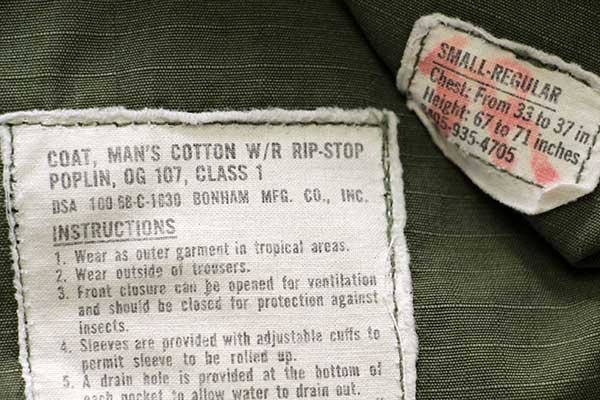 COAT, MAN'S COTTON W/R RIP-STOP
POPLIN, OG 107, CLASS 1
DSA 100-68-C-1630 BONHAM MFG. CO., INC.
INSTRUCTIONS
1. Wear as outer garment in tropical areas.
2. Wear outside of trousers.
3. Front closure can be opened for ventilation
and should be closed for protection against
insects.
4. Sleeves are provided with adjustable cuffs to
permit sleeve to be rolled up.
5. A drain hole is provided at the bottom of
each pocket to allow water to drain out.
SMALL-REGULAR
Chest: From 33 to 37 in
Height: 67 to 71 inches
-935-4705